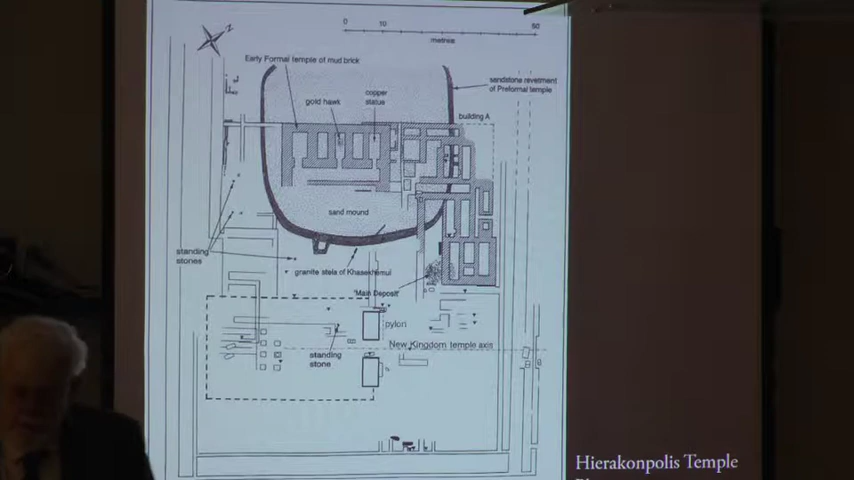 0 10 50
metres
Early Formal temple of mud brick
sandstone revetment
of Preformal temple
copper
statue
gold hawk
building A
sand mound
standing
stones
granite stela of Khasekhemui
'Main Deposit'
pylon
New Kingdom temple axis
standing
stone
Hierakonpolis Temple